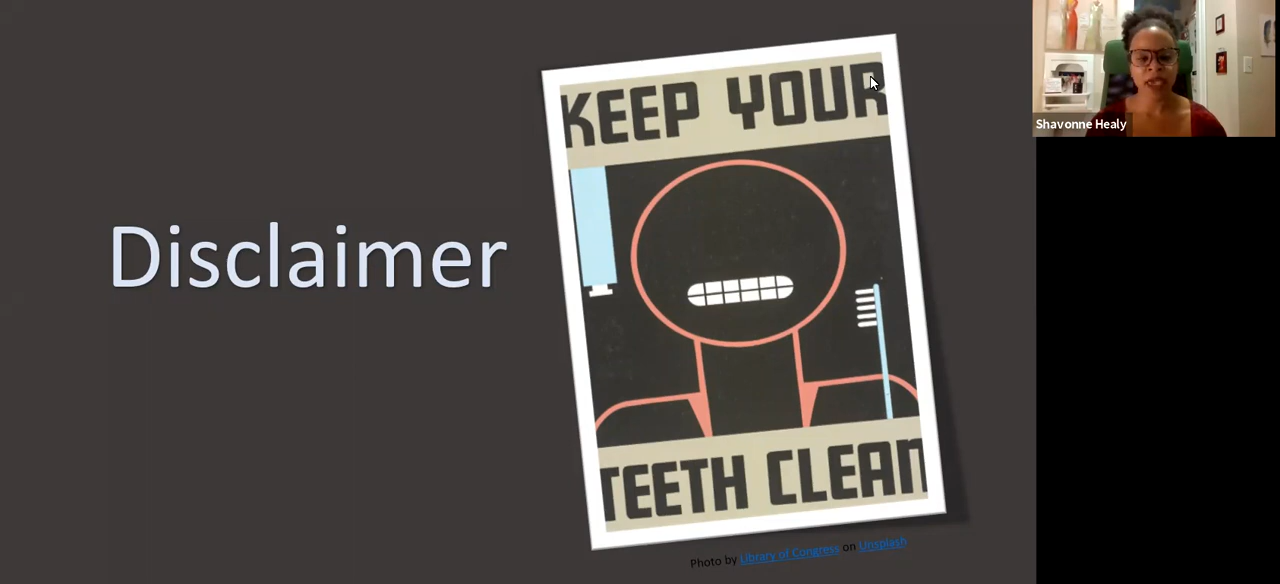 Disclaimer
KEEP YOUR
TEETH CLEAN
Photo by Library of Congress on Unsplash
Shavonne Healy